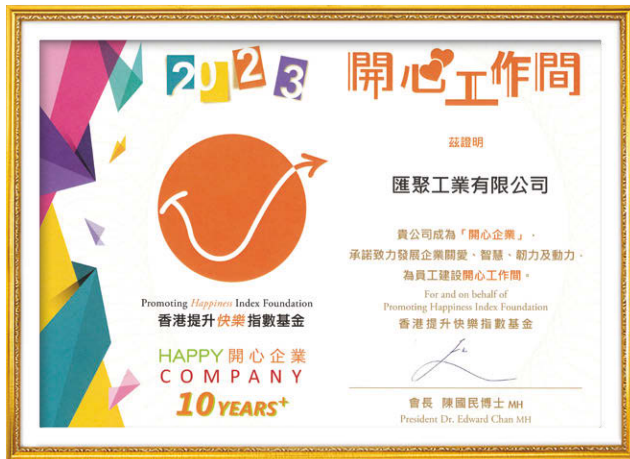 2023
開心工作間
茲證明
匯聚工業有限公司
貴公司成為「開心企業」、
承諾致力發展企業關愛、智慧、韌力及動力、
為員工建設開心工作間。
For and on behalf of
Promoting Happiness Index Foundation
香港提升快樂指數基金
會長 陳國民博士 MH
President Dr. Edward Chan MH
Promoting Happiness Index Foundation
香港提升快樂指數基金
HAPPY 開心企業
COMPANY
10 YEARS+